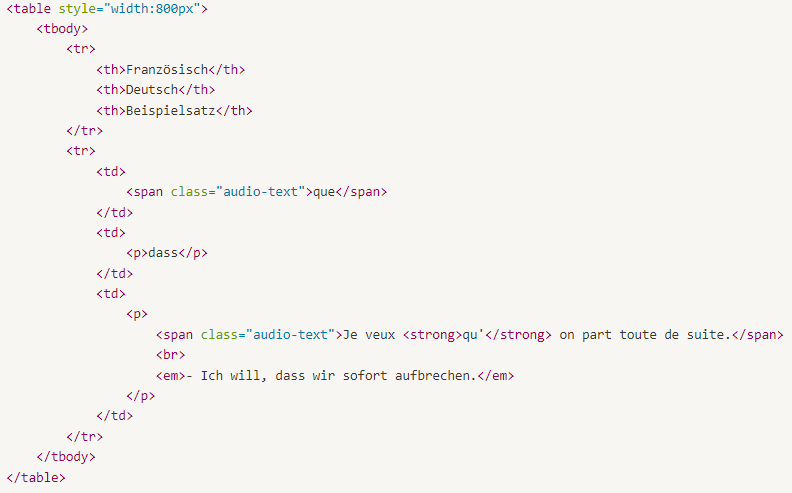 <table style="width:800px">
    <tbody>
        <tr>
            <th>Französisch</th>
            <th>Deutsch</th>
            <th>Beispielsatz</th>
        </tr>
        <tr>
            <td>
                <span class="audio-text">que</span>
            </td>
            <td>
                <p>dass</p>
            </td>
            <td>
                <p>
                    <span class="audio-text">Je veux <strong>qu'</strong> on part toute de suite.</span>
                    <br>
                    <em>- Ich will, dass wir sofort aufbrechen.</em>
                </p>
            </td>
        </tr>
    </tbody>
</table>